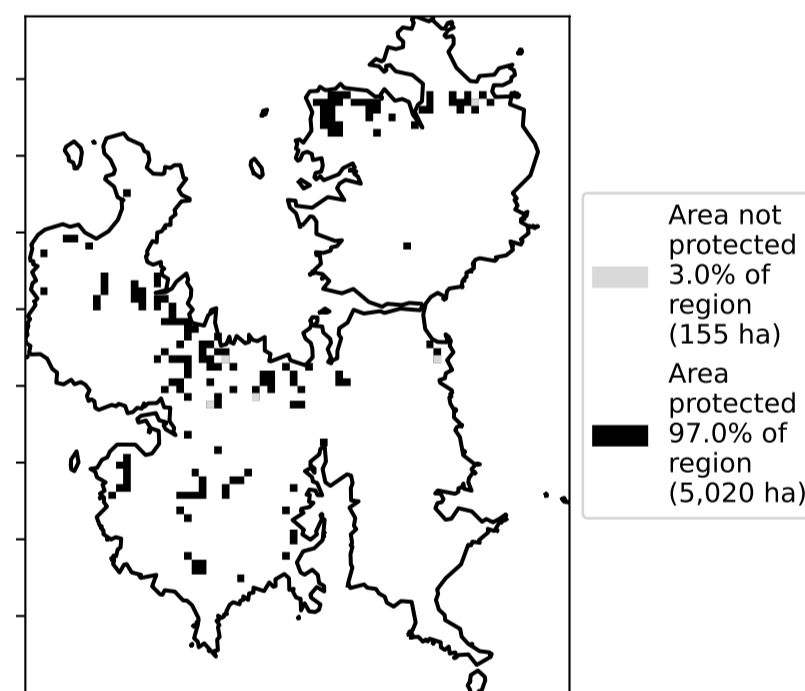 Area not
protected
3.0% of
region
(155 ha)
Area
protected
97.0% of
region
(5,020 ha)